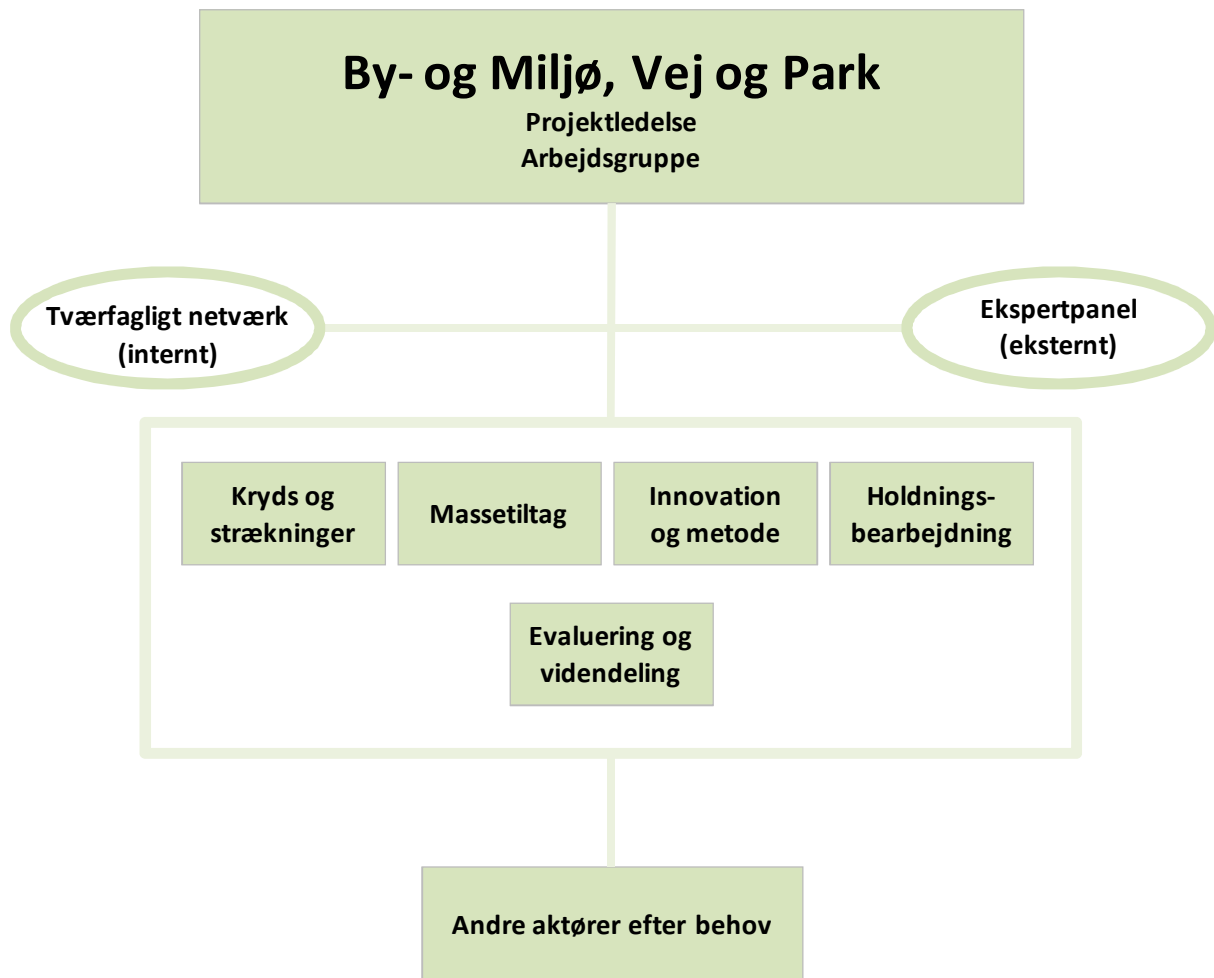 By- og Miljø, Vej og Park
Projektledelse
Arbejdsgruppe
Tværfagligt netværk
(internt)
Ekspertpanel
(eksternt)
Kryds og
strækninger
Massetiltag
Innovation
og metode
Holdnings-
bearbejdning
Evaluering og
videndeling
Andre aktører efter behov